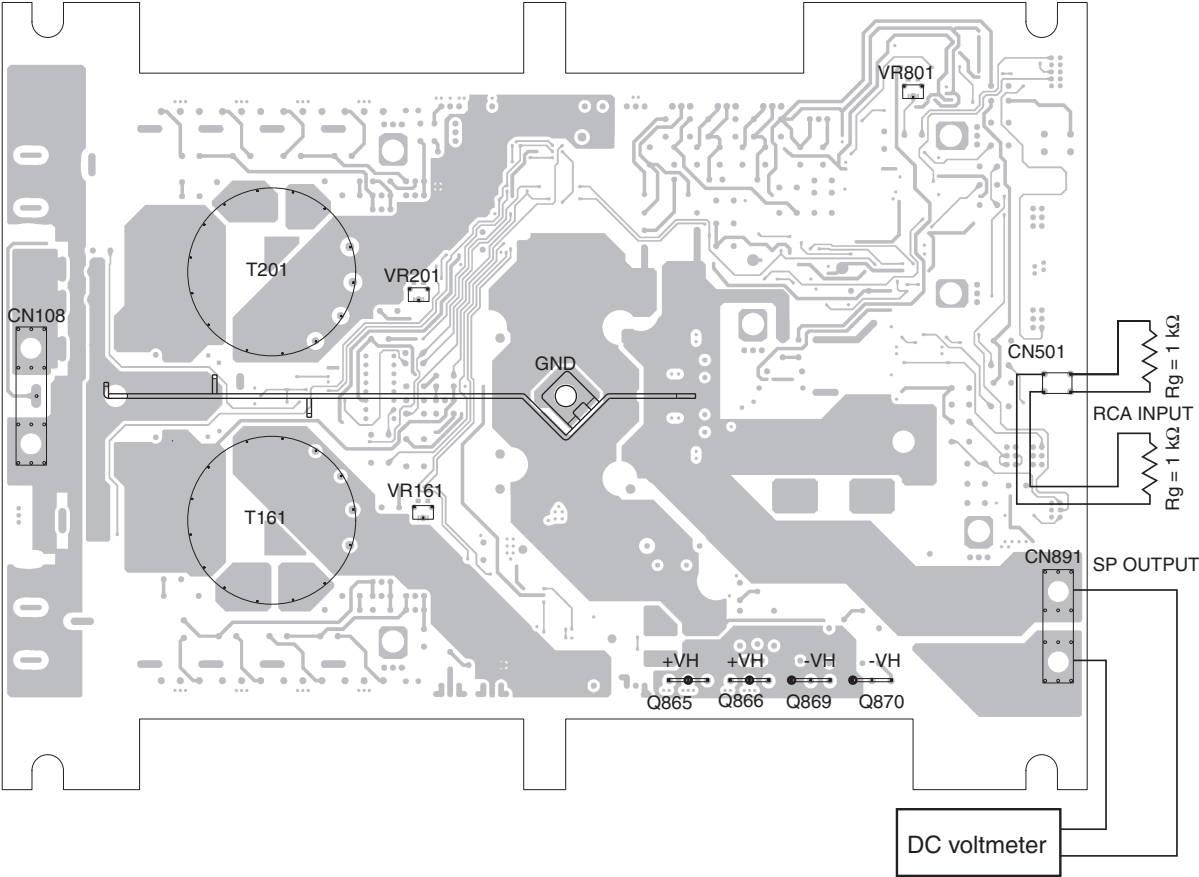 VR801
T201
VR201
CN108
GND
CN501
Rg = 1 kΩ
RCA INPUT
Rg = 1 kΩ
VR161
T161
CN891
SP OUTPUT
+VH
+VH
-VH
-VH
Q865
Q866
Q869
Q870
DC voltmeter